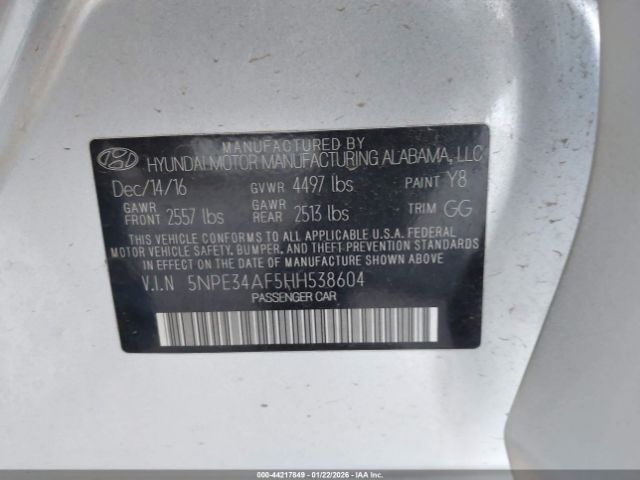 MANUFACTURED BY
HYUNDAI MOTOR MANUFACTURING ALABAMA, LLC
Dec/14/16 GVWR 4497 lbs PAINT Y8
GAWR FRONT 2557 lbs GAWR REAR 2513 lbs TRIM GG
THIS VEHICLE CONFORMS TO ALL APPLICABLE U.S.A. FEDERAL
MOTOR VEHICLE SAFETY, BUMPER, AND THEFT PREVENTION STANDARDS
IN EFFECT ON THE DATE OF MANUFACTURE SHOWN ABOVE.
V.I.N 5NPE34AF5HH538604
PASSENGER CAR
000-44217849 - 01/22/2026 - IAAI.COM